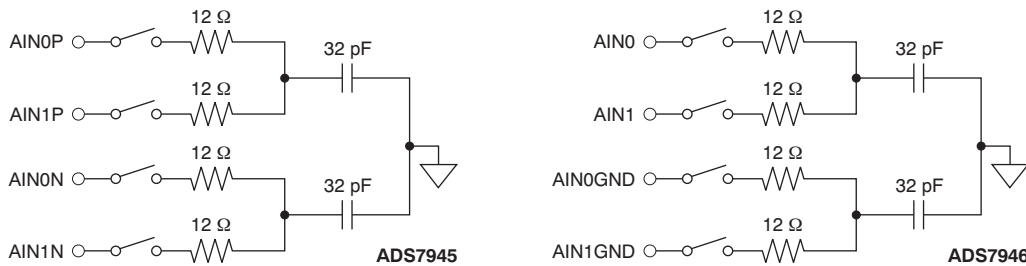 12 Ω
AIN0P
32 pF
12 Ω
AIN1P
12 Ω
AIN0N
32 pF
12 Ω
AIN1N
ADS7945
12 Ω
AIN0
32 pF
12 Ω
AIN1
12 Ω
AIN0GND
32 pF
12 Ω
AIN1GND
ADS7946